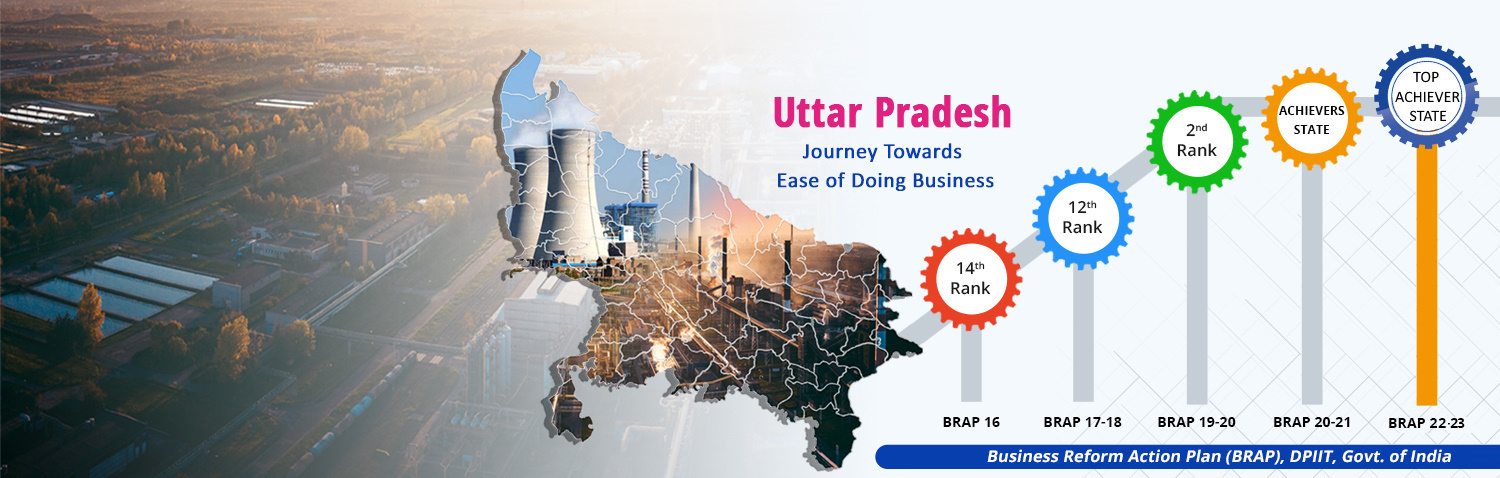 Uttar Pradesh
Journey Towards
Ease of Doing Business
14th
Rank
12th
Rank
2nd
Rank
ACHIEVERS
STATE
TOP
ACHIEVER
STATE
BRAP 16
BRAP 17-18
BRAP 19-20
BRAP 20-21
BRAP 22-23
Business Reform Action Plan (BRAP), DPIIT, Govt. of India